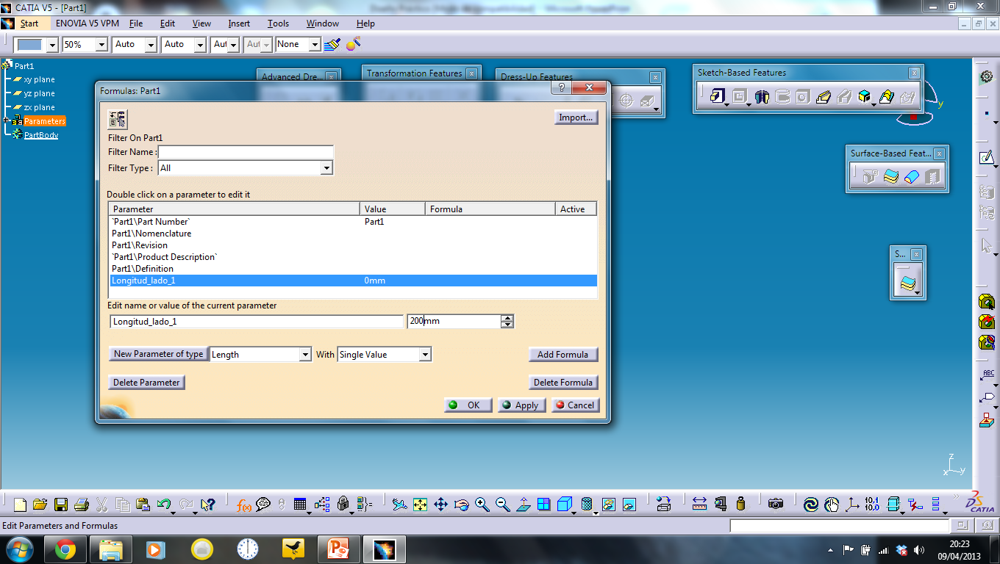 CATIA V5 - [Part1]
Start ENOVIA V5 VPM File Edit View Insert Tools Window Help
50% Auto Auto Aut Aut None
Part1
xy plane
yz plane
zx plane
Parameters
PartBody
Advanced Dre...
Transformation Features
Dress-Up Features
Sketch-Based Features
Surface-Based Feat...
S...
y
Formulas: Part1
Import...
Filter On Part1
Filter Name :
Filter Type : All
Double click on a parameter to edit it
Parameter Value Formula Active
`Part1\Part Number` Part1
Part1\Nomenclature
Part1\Revision
`Part1\Product Description`
Part1\Definition
Longitud_lado_1 0mm
Edit name or value of the current parameter
Longitud_lado_1 200mm
New Parameter of type Length With Single Value Add Formula
Delete Parameter Delete Formula
OK Apply Cancel
ABC
z
x y
f(x)
10,1
10,0
DS CATIA
Edit Parameters and Formulas
20:23
09/04/2013